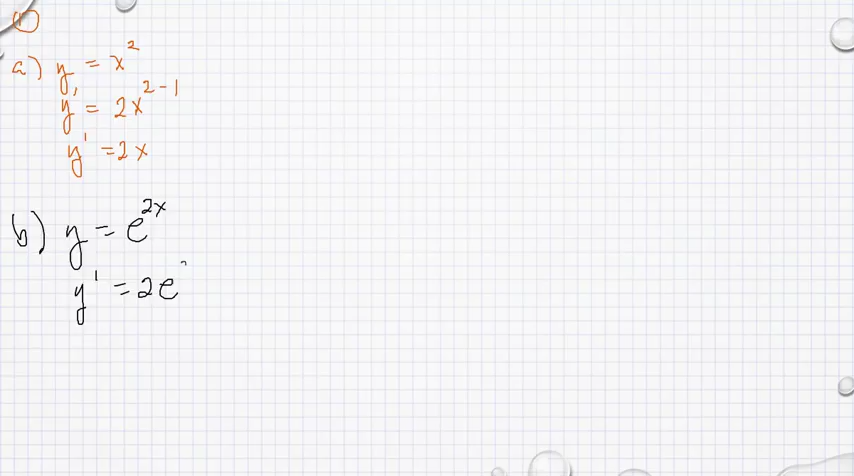 ①
a) y = x²
y' = 2x²⁻¹
y' = 2x
b) y = e²ˣ
y' = 2e